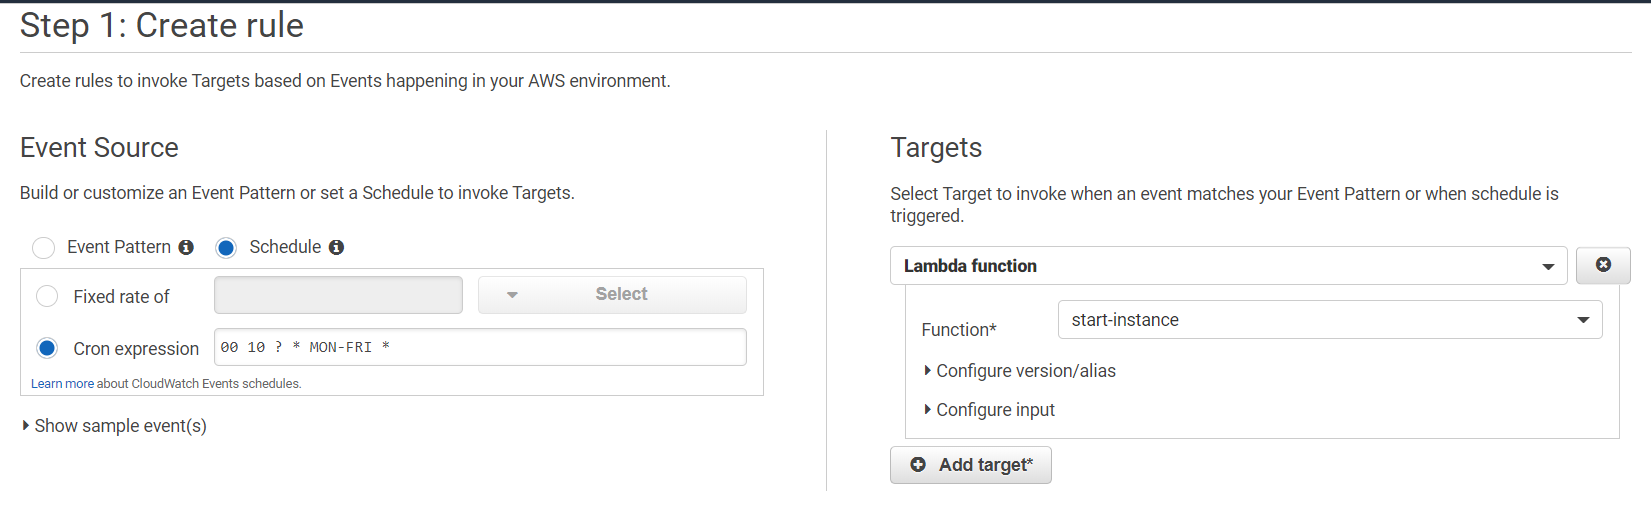 Step 1: Create rule
Create rules to invoke Targets based on Events happening in your AWS environment.
Event Source
Build or customize an Event Pattern or set a Schedule to invoke Targets.
Event Pattern Schedule
Fixed rate of Select
Cron expression 00 10 ? * MON-FRI *
Learn more about CloudWatch Events schedules.
Show sample event(s)
Targets
Select Target to invoke when an event matches your Event Pattern or when schedule is
triggered.
Lambda function
Function* start-instance
Configure version/alias
Configure input
Add target*